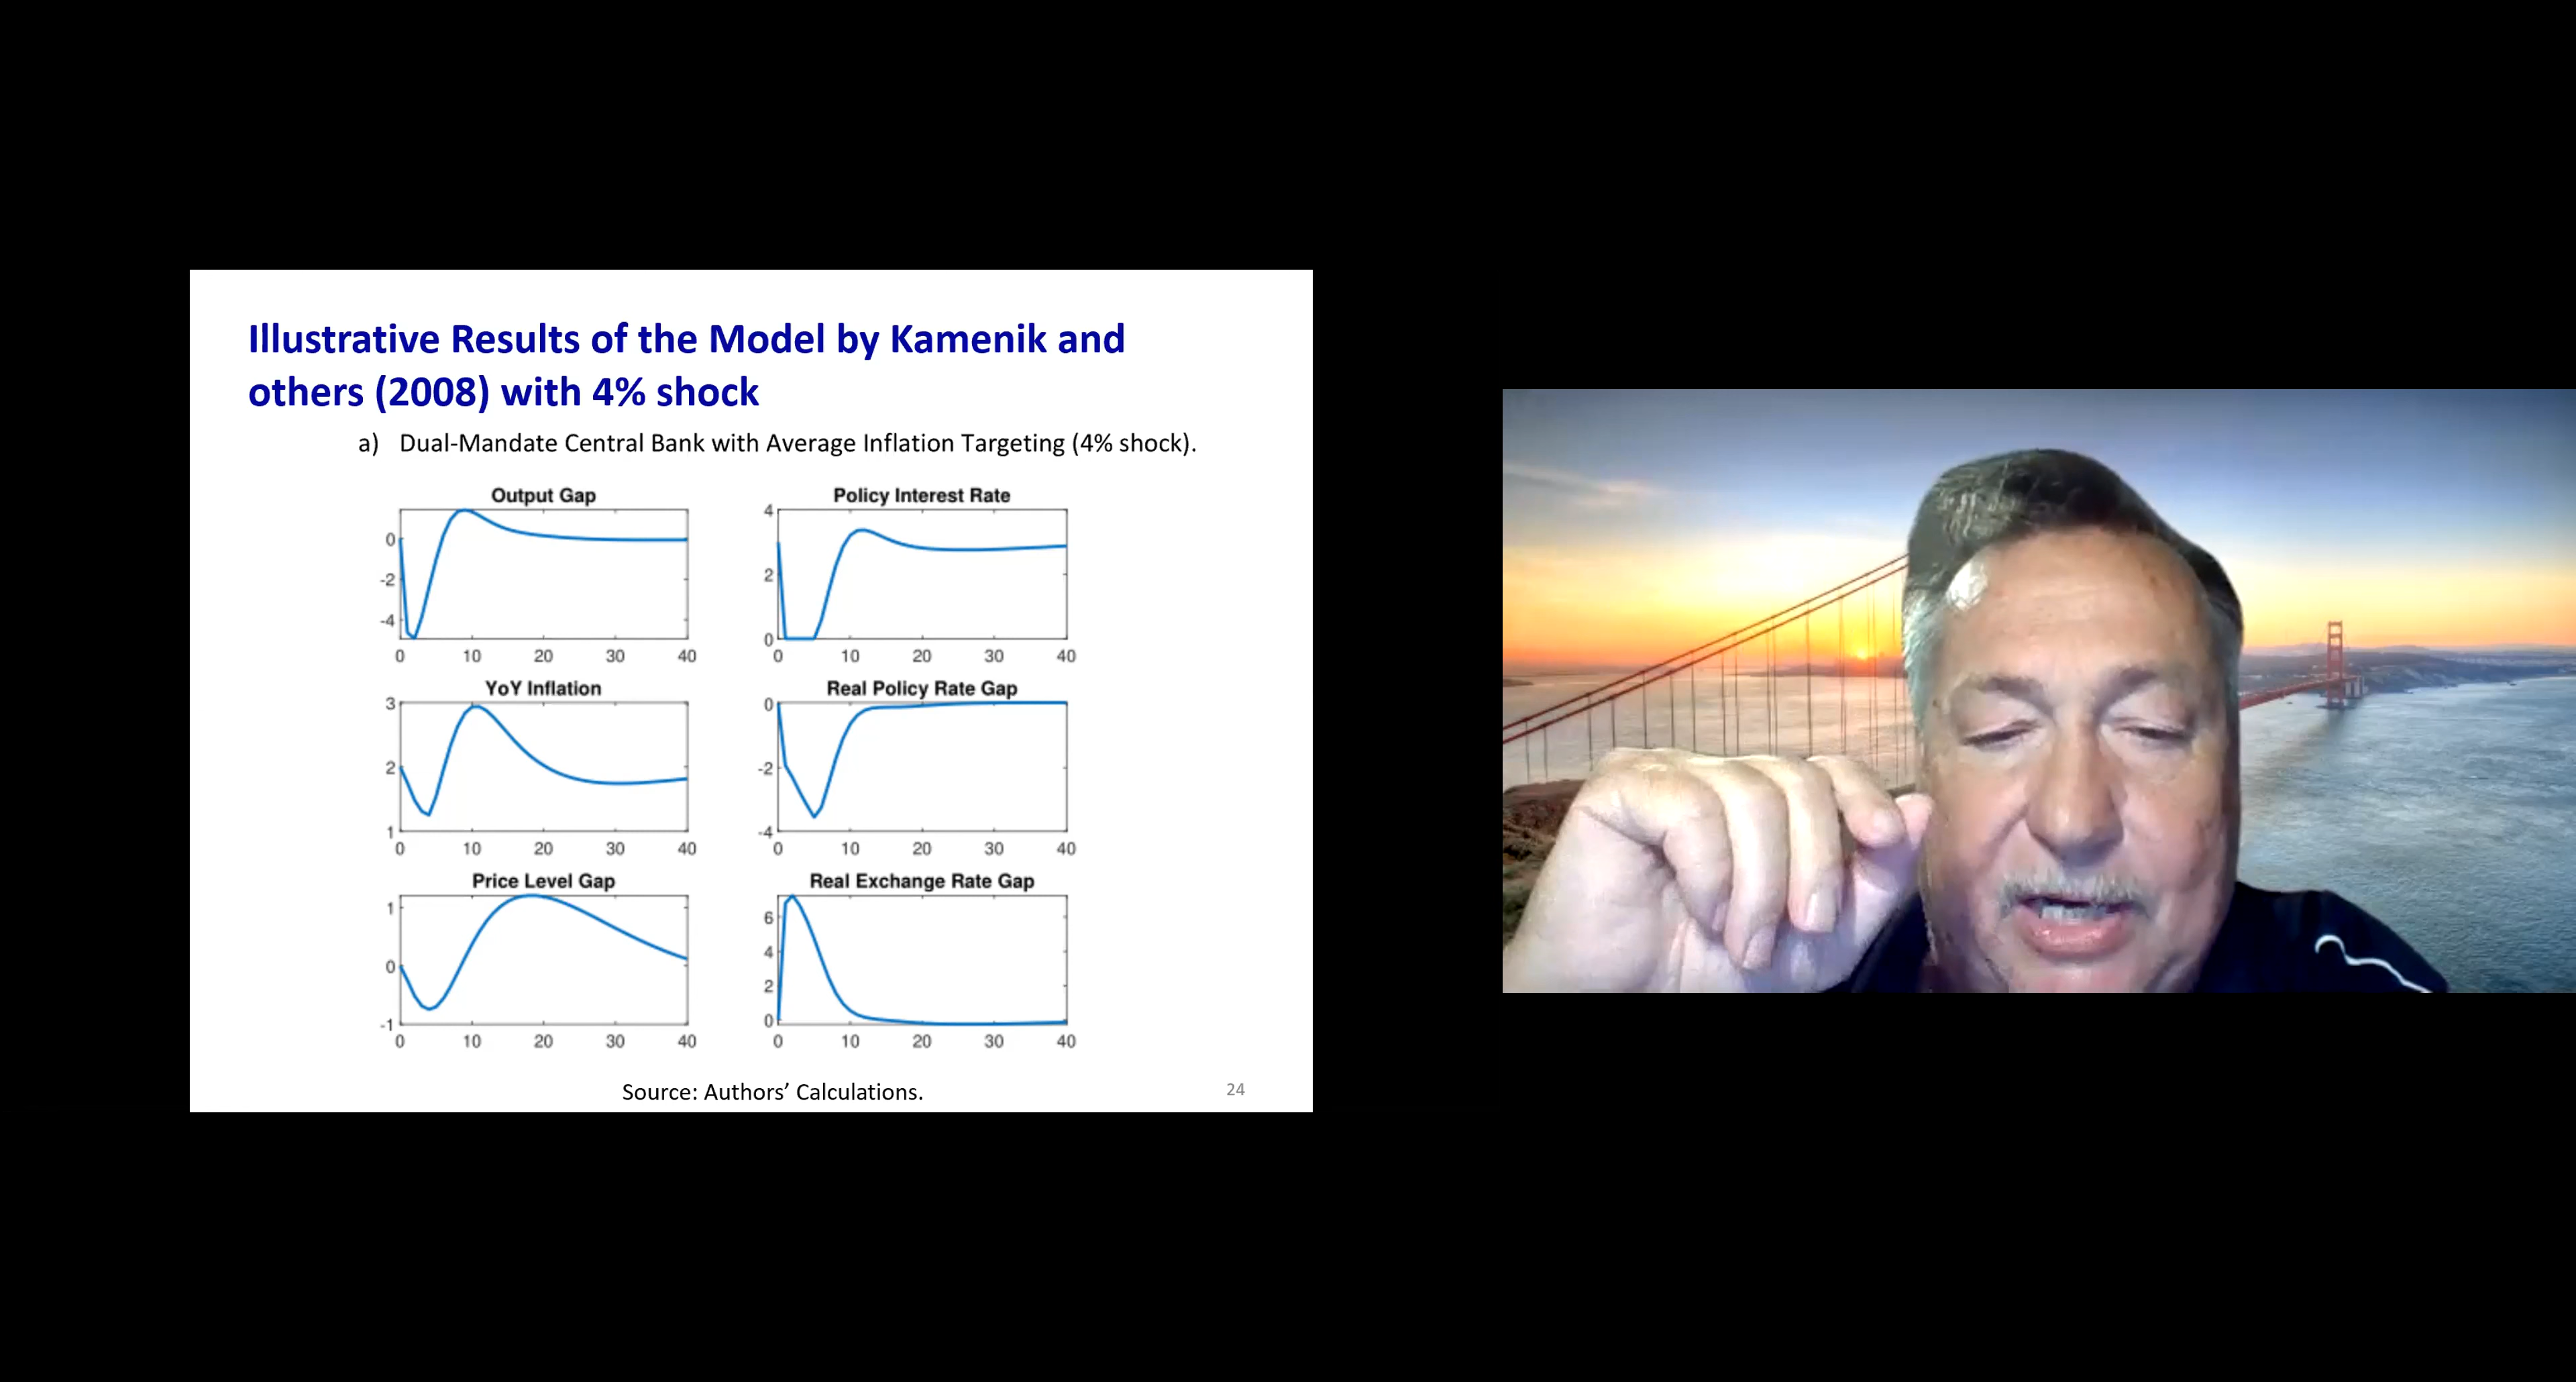 Illustrative Results of the Model by Kamenik and
others (2008) with 4% shock
a) Dual-Mandate Central Bank with Average Inflation Targeting (4% shock).
Output Gap
0
-2
-4
0 10 20 30 40
Policy Interest Rate
4
2
0
0 10 20 30 40
YoY Inflation
3
2
1
0 10 20 30 40
Real Policy Rate Gap
0
-2
-4
0 10 20 30 40
Price Level Gap
1
0
-1
0 10 20 30 40
Real Exchange Rate Gap
6
4
2
0
0 10 20 30 40
Source: Authors’ Calculations.
24